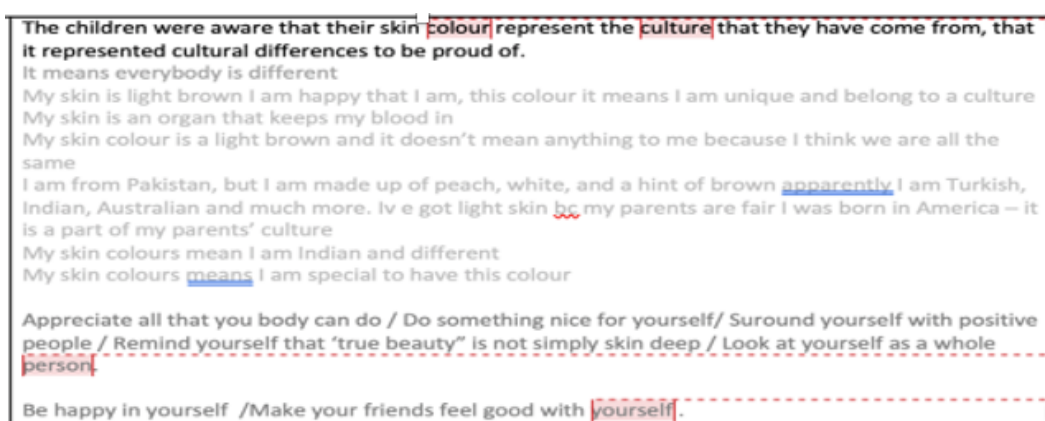 The children were aware that their skin colour represent the culture that they have come from, that
it represented cultural differences to be proud of.
It means everybody is different
My skin is light brown I am happy that I am, this colour it means I am unique and belong to a culture
My skin is an organ that keeps my blood in
My skin colour is a light brown and it doesn't mean anything to me because I think we are all the
same
I am from Pakistan, but I am made up of peach, white, and a hint of brown apparently I am Turkish,
Indian, Australian and much more. Iv e got light skin bc my parents are fair I was born in America – it
is a part of my parents' culture
My skin colours mean I am Indian and different
My skin colours means I am special to have this colour
Appreciate all that you body can do / Do something nice for yourself/ Suround yourself with positive
people / Remind yourself that 'true beauty" is not simply skin deep / Look at yourself as a whole
person.
Be happy in yourself  /Make your friends feel good with yourself .